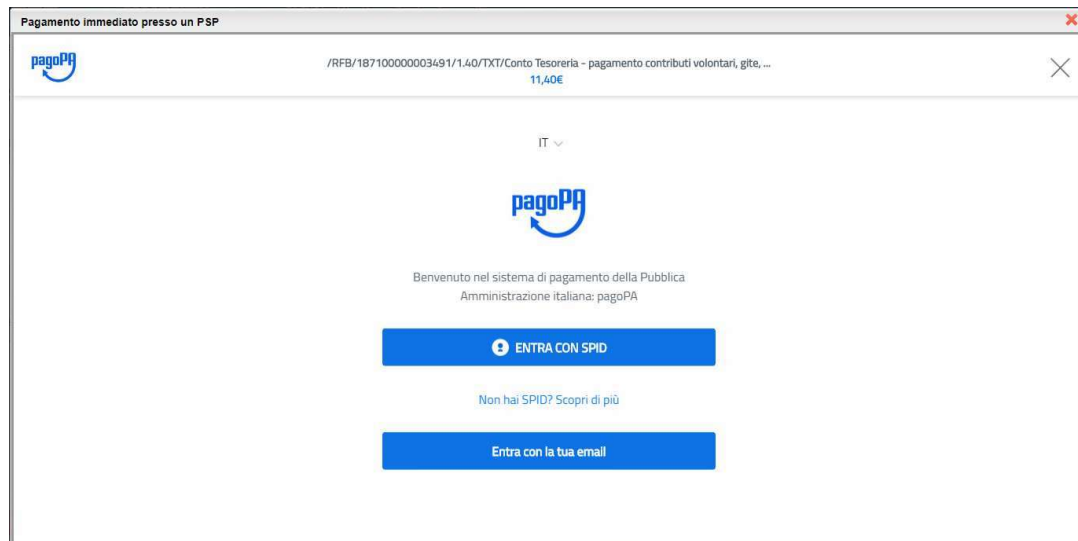 Pagamento immediato presso un PSP
pagoPA
/RFB/187100000003491/1.40/TXT/Conto Tesoreria - pagamento contributi volontari, gite, ...
11,40€
IT
pagoPA
Benvenuto nel sistema di pagamento della Pubblica
Amministrazione italiana: pagoPA
ENTRA CON SPID
Non hai SPID? Scopri di più
Entra con la tua email